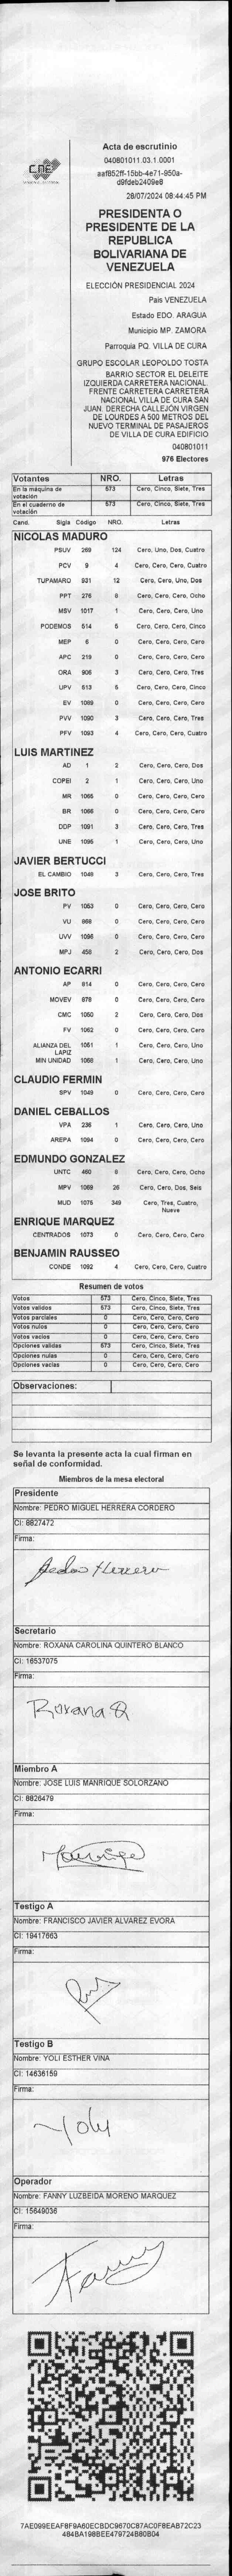 CNE
Acta de escrutinio
040801011.03.1.0001
aaf852ff-15bb-4e71-950a-
d9fdeb2409e8
28/07/2024 08:44:45 PM
PRESIDENTA O
PRESIDENTE DE LA
REPUBLICA
BOLIVARIANA DE
VENEZUELA
ELECCIÓN PRESIDENCIAL 2024
Pais VENEZUELA
Estado EDO. ARAGUA
Municipio MP. ZAMORA
Parroquia PQ. VILLA DE CURA
GRUPO ESCOLAR LEOPOLDO TOSTA
BARRIO SECTOR EL DELEITE
IZQUIERDA CARRETERA NACIONAL.
FRENTE CARRETERA CARRETERA
NACIONAL VILLA DE CURA SAN
JUAN. DERECHA CALLEJÓN VIRGEN
DE LOURDES A 500 METROS DEL
NUEVO TERMINAL DE PASAJEROS
DE VILLA DE CURA EDIFICIO
040801011
976 Electores
Votantes NRO. Letras
En la máquina de votación 573 Cero, Cinco, Siete, Tres
En el cuaderno de votación 573 Cero, Cinco, Siete, Tres
Cand. Sigla Codigo NRO. Letras
NICOLAS MADURO
PSUV 269 124 Cero, Uno, Dos, Cuatro
PCV 9 4 Cero, Cero, Cero, Cuatro
TUPAMARO 931 12 Cero, Cero, Uno, Dos
PPT 276 8 Cero, Cero, Cero, Ocho
MSV 1017 1 Cero, Cero, Cero, Uno
PODEMOS 514 5 Cero, Cero, Cero, Cinco
MEP 6 0 Cero, Cero, Cero, Cero
APC 219 0 Cero, Cero, Cero, Cero
ORA 906 3 Cero, Cero, Cero, Tres
UPV 513 5 Cero, Cero, Cero, Cinco
EV 1089 0 Cero, Cero, Cero, Cero
PVV 1090 3 Cero, Cero, Cero, Tres
PFV 1093 4 Cero, Cero, Cero, Cuatro
LUIS MARTINEZ
AD 1 2 Cero, Cero, Cero, Dos
COPEI 2 1 Cero, Cero, Cero, Uno
MR 1065 0 Cero, Cero, Cero, Cero
BR 1066 0 Cero, Cero, Cero, Cero
DDP 1091 3 Cero, Cero, Cero, Tres
UNE 1095 1 Cero, Cero, Cero, Uno
JAVIER BERTUCCI
EL CAMBIO 1048 3 Cero, Cero, Cero, Tres
JOSE BRITO
PV 1053 0 Cero, Cero, Cero, Cero
VU 868 0 Cero, Cero, Cero, Cero
UVV 1096 0 Cero, Cero, Cero, Cero
MPJ 458 2 Cero, Cero, Cero, Dos
ANTONIO ECARRI
AP 814 0 Cero, Cero, Cero, Cero
MOVEV 878 0 Cero, Cero, Cero, Cero
CMC 1050 2 Cero, Cero, Cero, Dos
FV 1062 0 Cero, Cero, Cero, Cero
ALIANZA DEL LAPIZ 1051 1 Cero, Cero, Cero, Uno
MIN UNIDAD 1068 1 Cero, Cero, Cero, Uno
CLAUDIO FERMIN
SPV 1049 0 Cero, Cero, Cero, Cero
DANIEL CEBALLOS
VPA 236 1 Cero, Cero, Cero, Uno
AREPA 1094 0 Cero, Cero, Cero, Cero
EDMUNDO GONZALEZ
UNTC 460 8 Cero, Cero, Cero, Ocho
MPV 1069 26 Cero, Cero, Dos, Seis
MUD 1075 349 Cero, Tres, Cuatro, Nueve
ENRIQUE MARQUEZ
CENTRADOS 1073 0 Cero, Cero, Cero, Cero
BENJAMIN RAUSSEO
CONDE 1092 4 Cero, Cero, Cero, Cuatro
Resumen de votos
Votos 573 Cero, Cinco, Siete, Tres
Votos validos 573 Cero, Cinco, Siete, Tres
Votos parciales 0 Cero, Cero, Cero, Cero
Votos nulos 0 Cero, Cero, Cero, Cero
Votos vacios 0 Cero, Cero, Cero, Cero
Opciones validas 573 Cero, Cinco, Siete, Tres
Opciones nulas 0 Cero, Cero, Cero, Cero
Opciones vacias 0 Cero, Cero, Cero, Cero
Observaciones:
Se levanta la presente acta la cual firman en
señal de conformidad.
Miembros de la mesa electoral
Presidente
Nombre: PEDRO MIGUEL HERRERA CORDERO
CI: 8827472
Firma:
Pedro Herrera
Secretario
Nombre: ROXANA CAROLINA QUINTERO BLANCO
CI: 16537075
Firma:
Roxana Q
Miembro A
Nombre: JOSE LUIS MANRIQUE SOLORZANO
CI: 8826479
Firma:
Manrique
Testigo A
Nombre: FRANCISCO JAVIER ALVAREZ EVORA
CI: 19417663
Firma:
Testigo B
Nombre: YOLI ESTHER VINA
CI: 14636159
Firma:
Yoly
Operador
Nombre: FANNY LUZBEIDA MORENO MARQUEZ
CI: 15649036
Firma:
Fanny
7AE099EEAF8F9A60ECBDC9670C87AC0F8EAB72C23
484BA198BEE479724B80B04